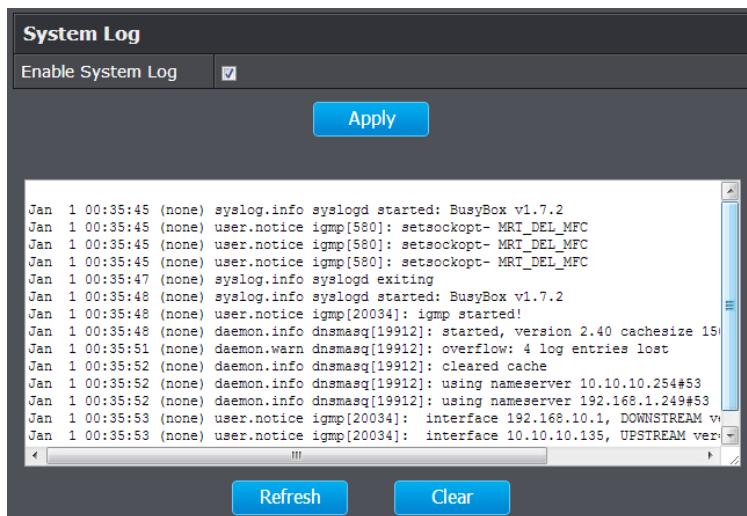 System Log
Enable System Log
Apply
Jan  1 00:35:45 (none) syslog.info syslogd started: BusyBox v1.7.2
Jan  1 00:35:45 (none) user.notice igmp[580]: setsockopt- MRT_DEL_MFC
Jan  1 00:35:45 (none) user.notice igmp[580]: setsockopt- MRT_DEL_MFC
Jan  1 00:35:45 (none) user.notice igmp[580]: setsockopt- MRT_DEL_MFC
Jan  1 00:35:47 (none) syslog.info syslogd exiting
Jan  1 00:35:48 (none) syslog.info syslogd started: BusyBox v1.7.2
Jan  1 00:35:48 (none) user.notice igmp[20034]: igmp started!
Jan  1 00:35:48 (none) daemon.info dnsmasq[19912]: started, version 2.40 cachesize 15
Jan  1 00:35:51 (none) daemon.warn dnsmasq[19912]: overflow: 4 log entries lost
Jan  1 00:35:52 (none) daemon.info dnsmasq[19912]: cleared cache
Jan  1 00:35:52 (none) daemon.info dnsmasq[19912]: using nameserver 10.10.10.254#53
Jan  1 00:35:52 (none) daemon.info dnsmasq[19912]: using nameserver 192.168.1.249#53
Jan  1 00:35:53 (none) user.notice igmp[20034]:  interface 192.168.10.1, DOWNSTREAM ve
Jan  1 00:35:53 (none) user.notice igmp[20034]:  interface 10.10.10.135, UPSTREAM ver
Refresh
Clear